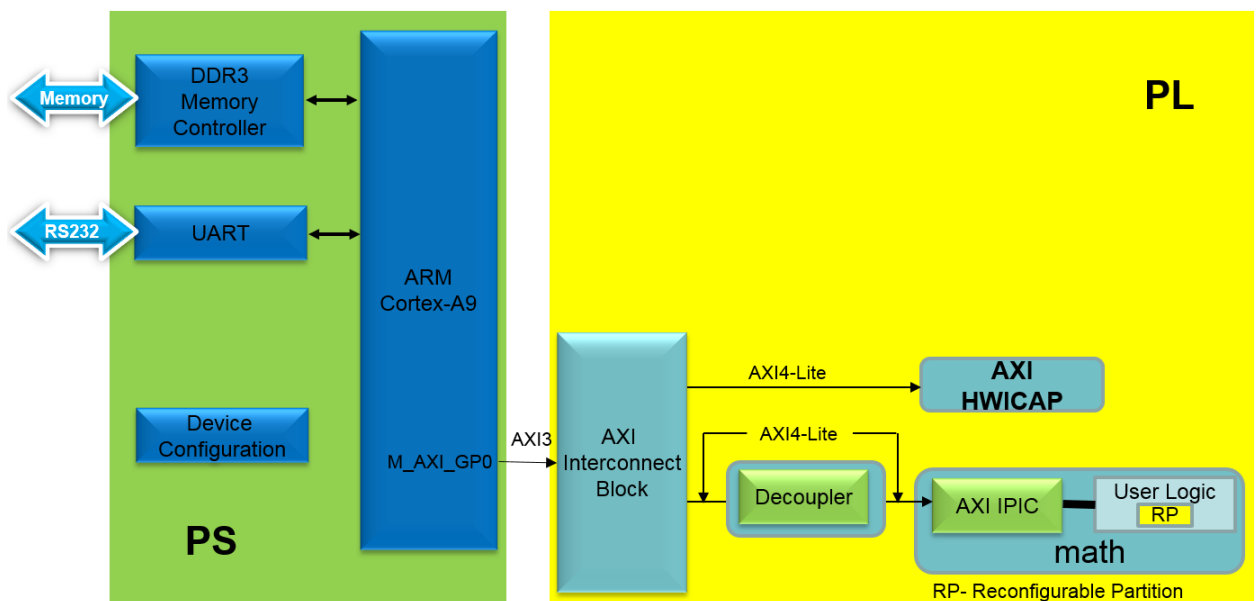 Memory
DDR3
Memory
Controller
RS232
UART
ARM
Cortex-A9
Device
Configuration
M_AXI_GP0
PS
AXI3
PL
AXI
Interconnect
Block
AXI4-Lite
AXI
HWICAP
AXI4-Lite
Decoupler
AXI IPIC
User Logic
RP
math
RP- Reconfigurable Partition